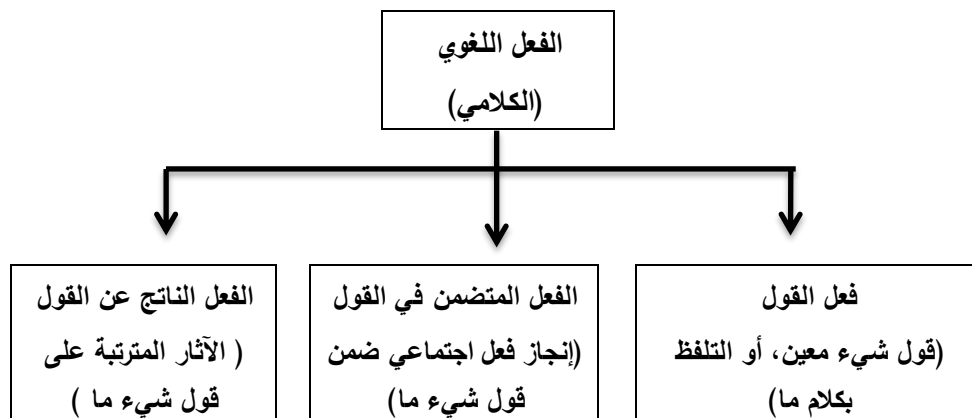 الفعل اللغوي
(الكلامي)
فعل القول
(قول شيء معين، أو التلفظ
بكلام ما)
الفعل المتضمن في القول
(إنجاز فعل اجتماعي ضمن
قول شيء ما)
الفعل الناتج عن القول
( الآثار المترتبة على
قول شيء ما )